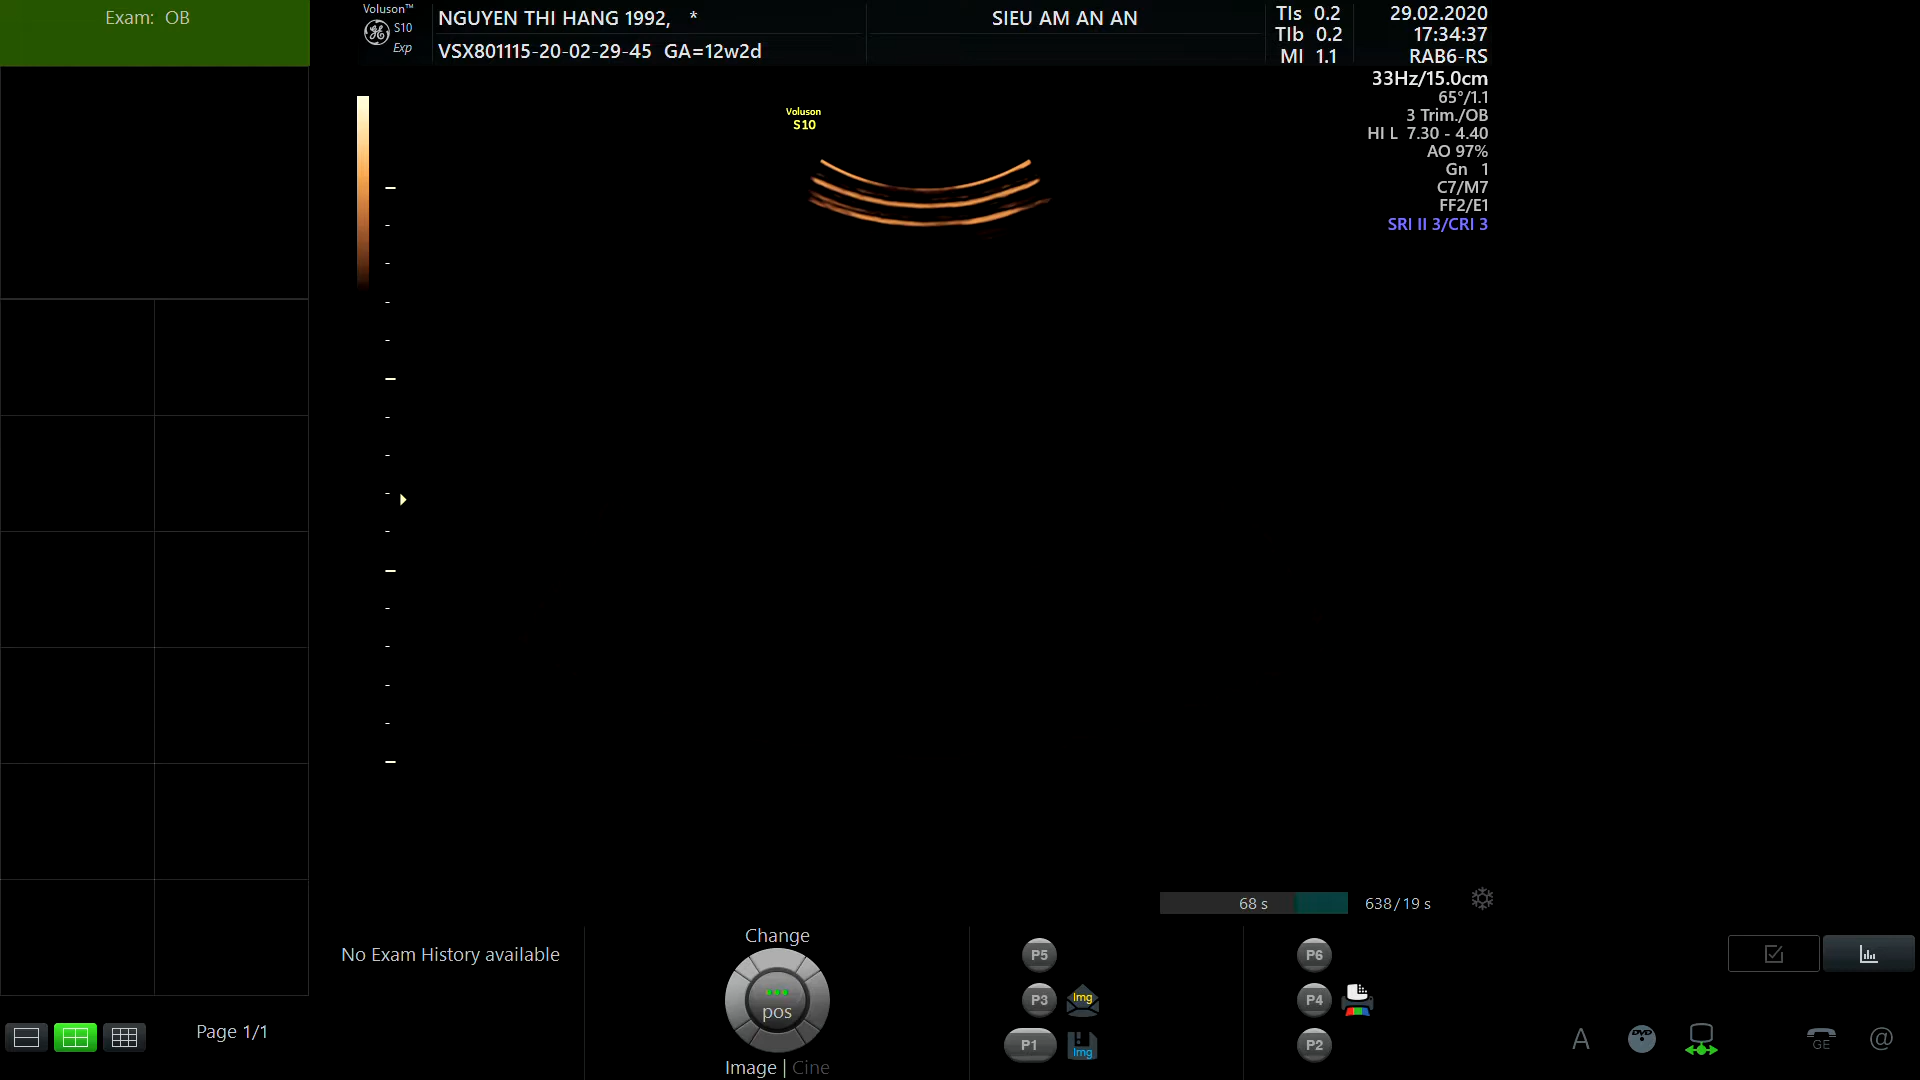 Exam: OB
Voluson™
S10
Exp
NGUYEN THI HANG 1992, *
VSX801115-20-02-29-45 GA=12w2d
SIEU AM AN AN
TIs 0.2
TIb 0.2
MI 1.1
29.02.2020
17:34:37
RAB6-RS
33Hz/15.0cm
65°/1.1
3 Trim./OB
HI L 7.30 - 4.40
AO 97%
Gn 1
C7/M7
FF2/E1
SRI II 3/CRI 3
Voluson
S10
68 s
638/19 s
No Exam History available
Change
pos
Image | Cine
P5
P3
Img
P1
Img
P6
P4
P2
Page 1/1
A
DVD
GE
@